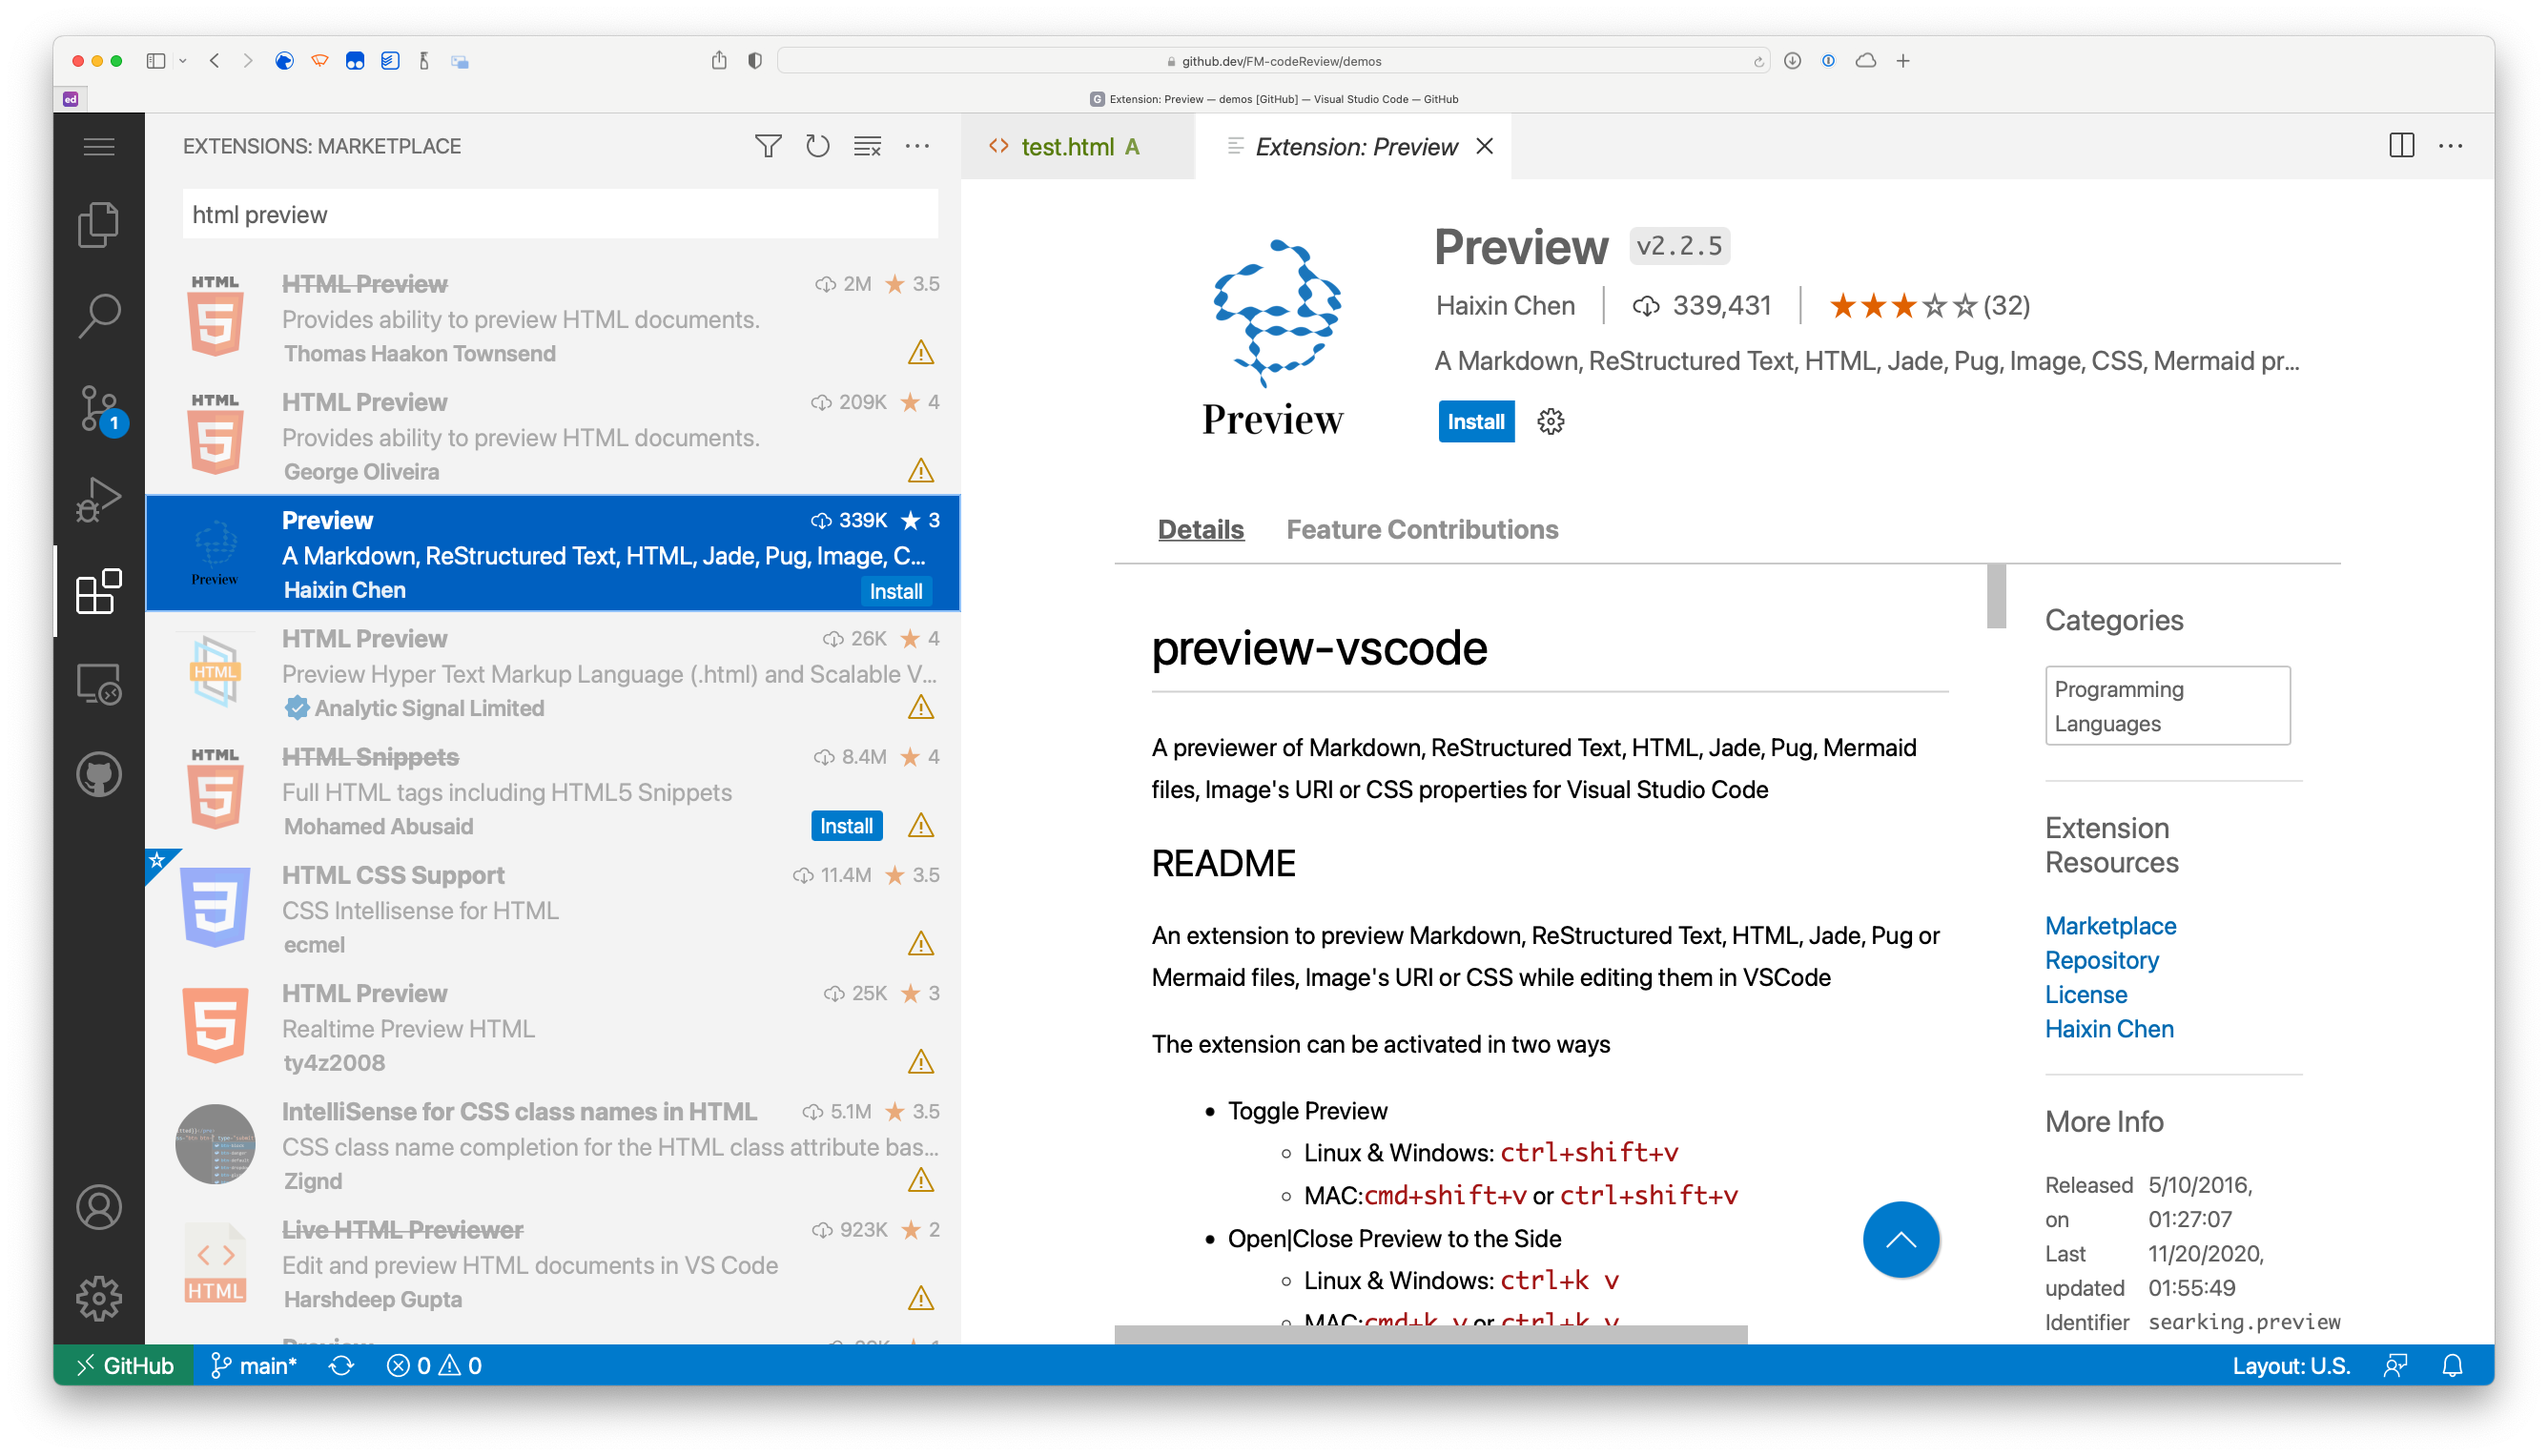 github.dev/FM-codeReview/demos
ed
G Extension: Preview — demos [GitHub] — Visual Studio Code — GitHub
EXTENSIONS: MARKETPLACE
html preview
HTML
HTML Preview 2M 3.5
Provides ability to preview HTML documents.
Thomas Haakon Townsend
HTML
HTML Preview 209K 4
Provides ability to preview HTML documents.
George Oliveira
Preview 339K 3
A Markdown, ReStructured Text, HTML, Jade, Pug, Image, C...
Preview
Haixin Chen Install
HTML Preview 26K 4
HTML
Preview Hyper Text Markup Language (.html) and Scalable V...
Analytic Signal Limited
HTML
HTML Snippets 8.4M 4
Full HTML tags including HTML5 Snippets
Mohamed Abusaid Install
HTML CSS Support 11.4M 3.5
CSS Intellisense for HTML
ecmel
HTML Preview 25K 3
Realtime Preview HTML
ty4z2008
IntelliSense for CSS class names in HTML 5.1M 3.5
CSS class name completion for the HTML class attribute bas...
Zignd
Live HTML Previewer 923K 2
Edit and preview HTML documents in VS Code
HTML
Harshdeep Gupta
1
test.html A
Extension: Preview
Preview
Preview v2.2.5
Haixin Chen 339,431 (32)
A Markdown, ReStructured Text, HTML, Jade, Pug, Image, CSS, Mermaid pr...
Install
Details Feature Contributions
preview-vscode
A previewer of Markdown, ReStructured Text, HTML, Jade, Pug, Mermaid
files, Image's URI or CSS properties for Visual Studio Code
README
An extension to preview Markdown, ReStructured Text, HTML, Jade, Pug or
Mermaid files, Image's URI or CSS while editing them in VSCode
The extension can be activated in two ways
• Toggle Preview
◦ Linux & Windows: ctrl+shift+v
◦ MAC:cmd+shift+v or ctrl+shift+v
• Open|Close Preview to the Side
◦ Linux & Windows: ctrl+k v
◦ MAC:cmd+k v or ctrl+k v
Categories
Programming
Languages
Extension
Resources
Marketplace
Repository
License
Haixin Chen
More Info
Released on 5/10/2016,
01:27:07
Last updated 11/20/2020,
01:55:49
Identifier searking.preview
GitHub main* 0 0
Layout: U.S.